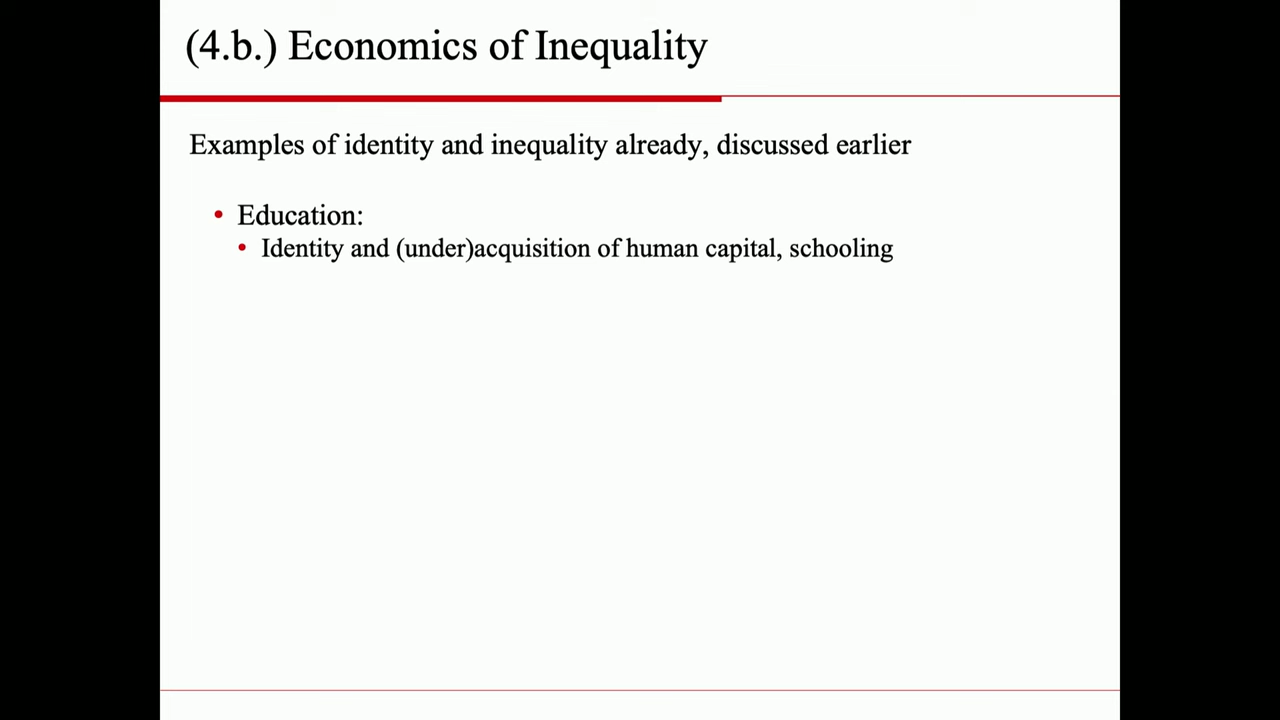 (4.b.) Economics of Inequality
Examples of identity and inequality already, discussed earlier
• Education:
• Identity and (under)acquisition of human capital, schooling